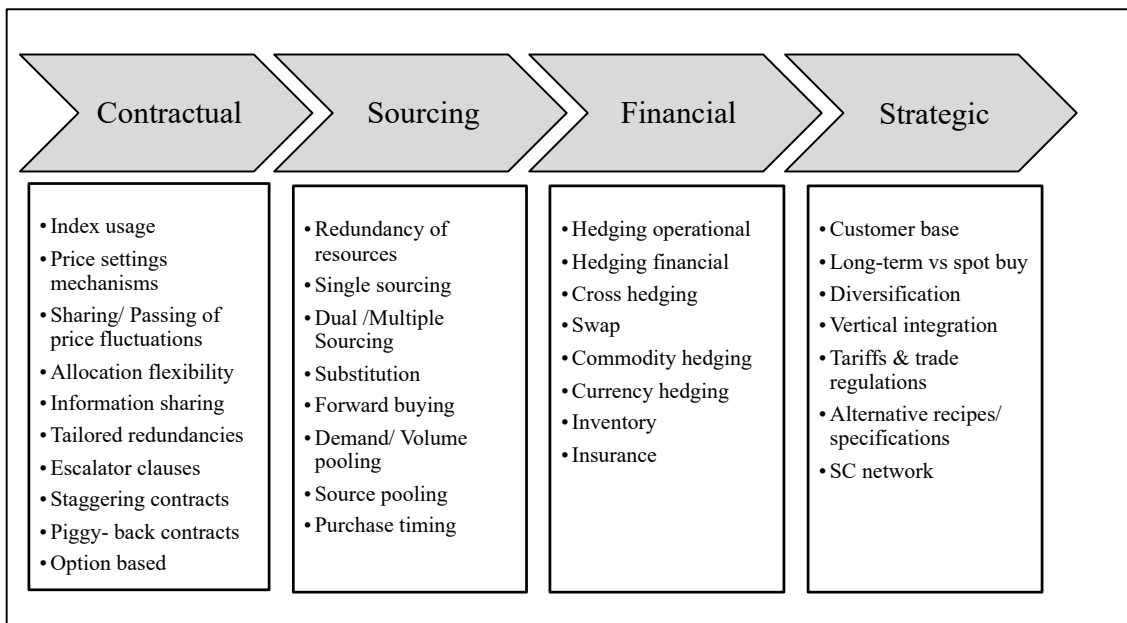 Contractual
Sourcing
Financial
Strategic
• Index usage
• Price settings
mechanisms
• Sharing/ Passing of
price fluctuations
• Allocation flexibility
• Information sharing
• Tailored redundancies
• Escalator clauses
• Staggering contracts
• Piggy- back contracts
• Option based
• Redundancy of
resources
• Single sourcing
• Dual /Multiple
Sourcing
• Substitution
• Forward buying
• Demand/ Volume
pooling
• Source pooling
• Purchase timing
• Hedging operational
• Hedging financial
• Cross hedging
• Swap
• Commodity hedging
• Currency hedging
• Inventory
• Insurance
• Customer base
• Long-term vs spot buy
• Diversification
• Vertical integration
• Tariffs & trade
regulations
• Alternative recipes/
specifications
• SC network